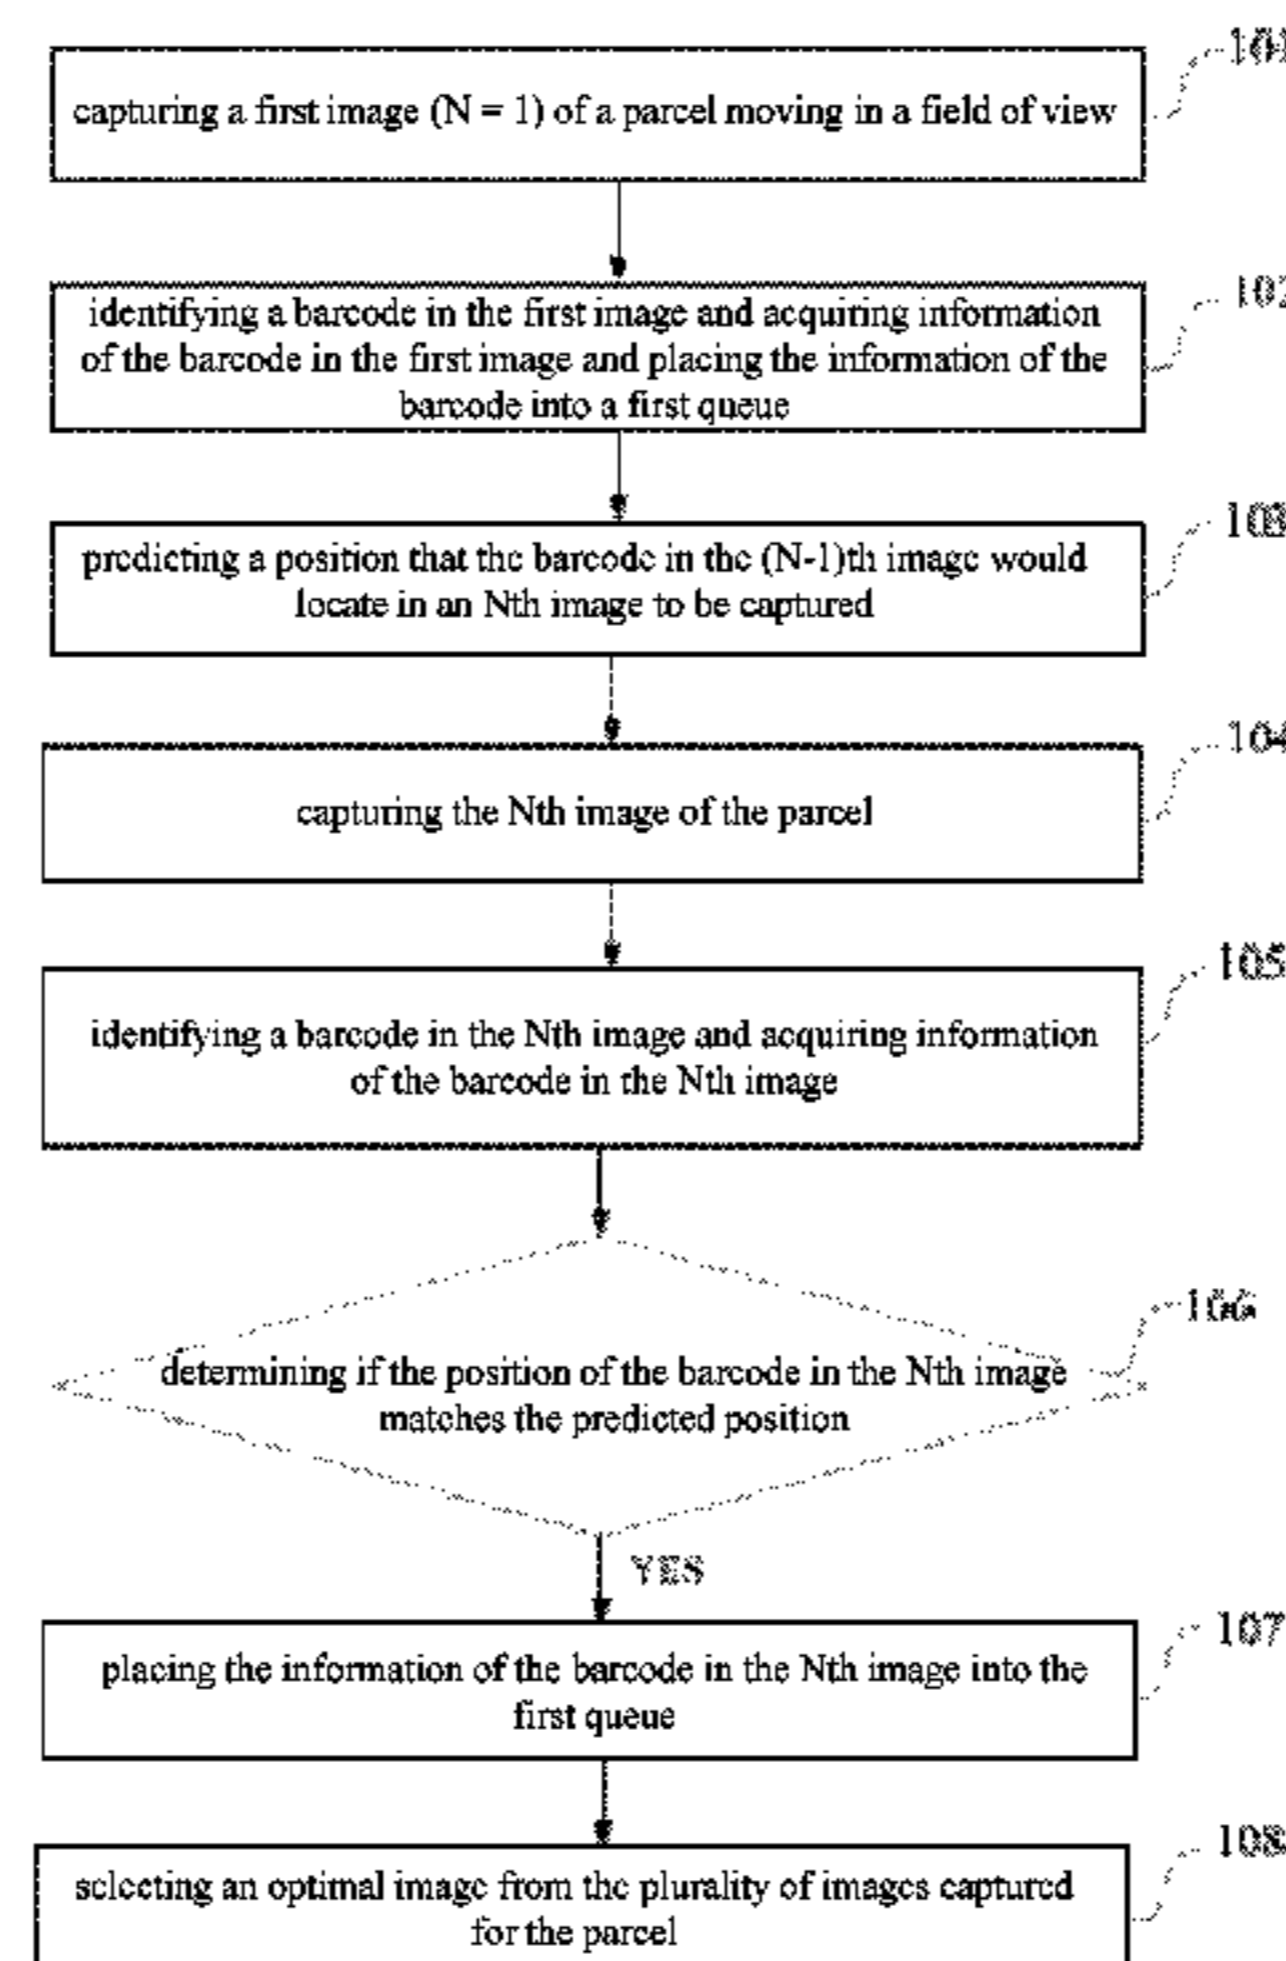 101
capturing a first image (N = 1) of a parcel moving in a field of view
102
identifying a barcode in the first image and acquiring information
of the barcode in the first image and placing the information of the
barcode into a first queue
103
predicting a position that the barcode in the (N-1)th image would
locate in an Nth image to be captured
104
capturing the Nth image of the parcel
105
identifying a barcode in the Nth image and acquiring information
of the barcode in the Nth image
106
determining if the position of the barcode in the Nth image
matches the predicted position
YES
107
placing the information of the barcode in the Nth image into the
first queue
108
selecting an optimal image from the plurality of images captured
for the parcel